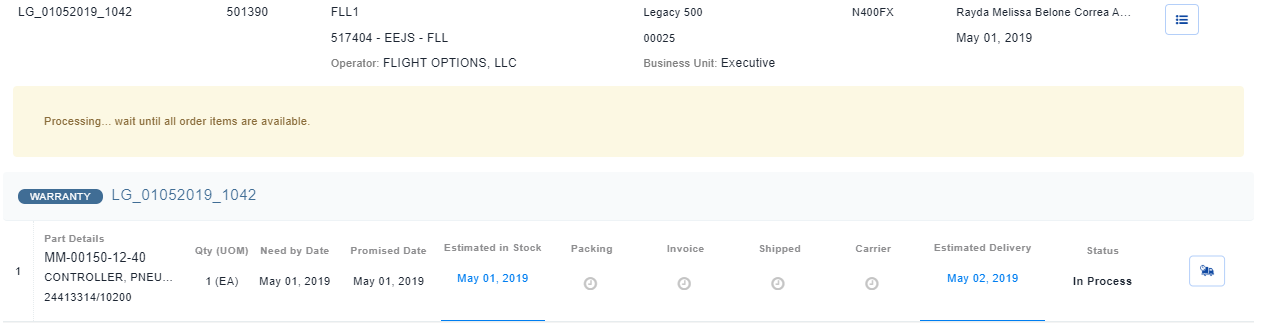 LG_01052019_1042 501390 FLL1 Legacy 500 N400FX Rayda Melissa Belone Correa A...
517404 - EEJS - FLL 00025 May 01, 2019
Operator: FLIGHT OPTIONS, LLC Business Unit: Executive
Processing... wait until all order items are available.
WARRANTY LG_01052019_1042
Part Details Qty (UOM) Need by Date Promised Date Estimated in Stock Packing Invoice Shipped Carrier Estimated Delivery Status
MM-00150-12-40
1 CONTROLLER, PNEU... 1 (EA) May 01, 2019 May 01, 2019 May 01, 2019 May 02, 2019 In Process
24413314/10200